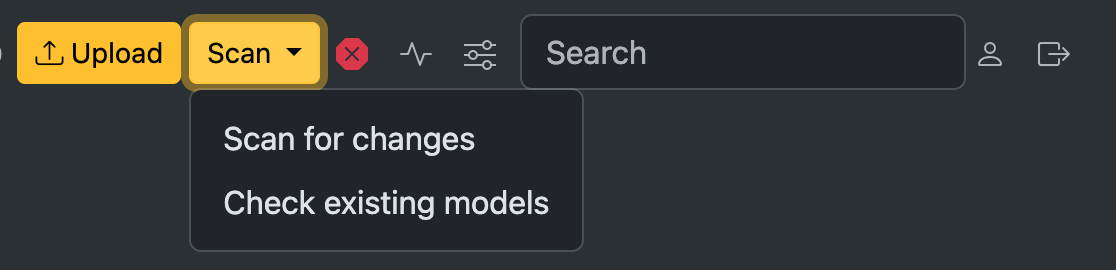 Upload
Scan
Search
Scan for changes
Check existing models